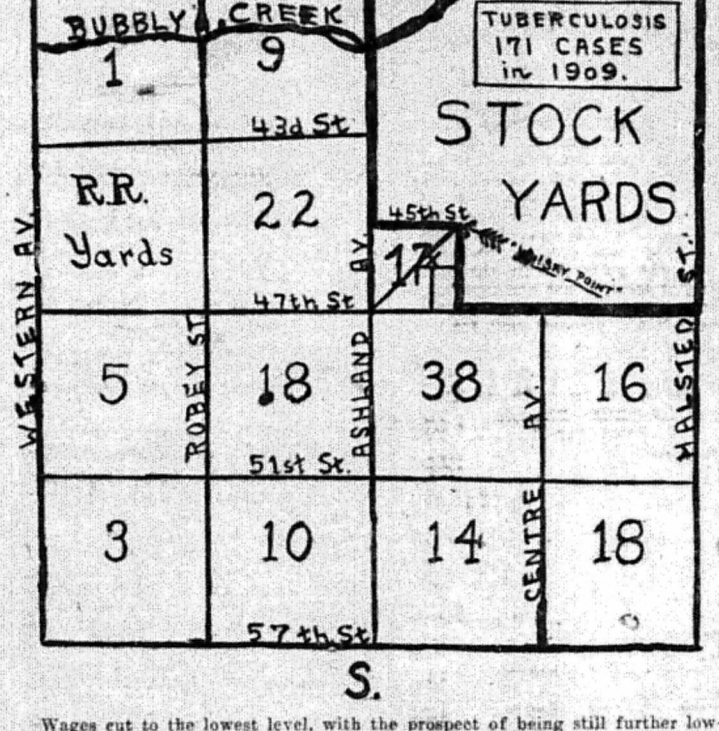 BUBBLY CREEK
TUBERCULOSIS
171 CASES
in 1909.
1
9
43d St.
STOCK
YARDS
R.R.
Yards
22
45th St.
17
"WHISKY POINT"
WESTERN AV.
47th St
ASHLAND AV.
HALSTED ST.
ROBEY ST
5
18
38
16
51st St.
CENTRE AV.
3
10
14
18
57th St
S.
Wages cut to the lowest level, with the prospect of being still further low-